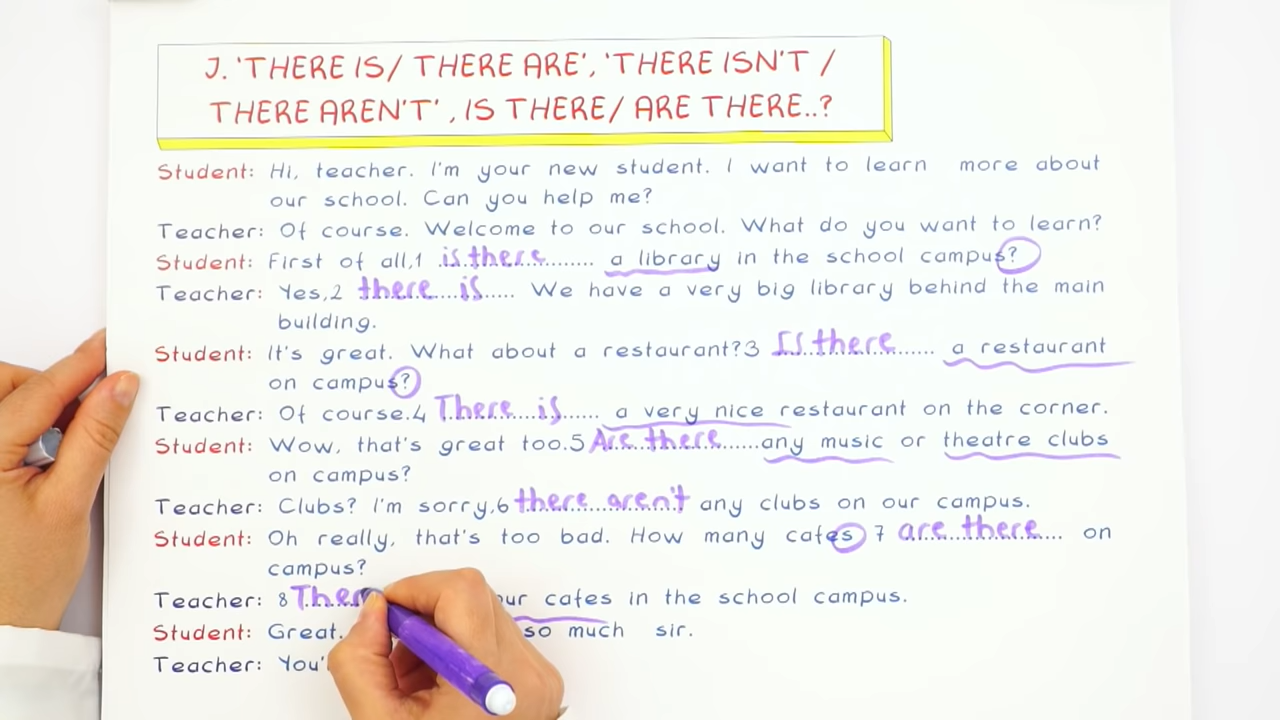 J. 'THERE IS/ THERE ARE', 'THERE ISN'T /
THERE AREN'T' , IS THERE/ ARE THERE..?
Student: Hi, teacher. I'm your new student. I want to learn more about
our school. Can you help me?
Teacher: Of course. Welcome to our school. What do you want to learn?
Student: First of all,1 is there a library in the school campus?
Teacher: Yes,2 there is We have a very big library behind the main
building.
Student: It's great. What about a restaurant?3 Is there a restaurant
on campus?
Teacher: Of course.4 There is a very nice restaurant on the corner.
Student: Wow, that's great too.5 Are there any music or theatre clubs
on campus?
Teacher: Clubs? I'm sorry,6 there aren't any clubs on our campus.
Student: Oh really, that's too bad. How many cafes 7 are there on
campus?
Teacher: 8 cafes in the school campus.
Student: Great. so much sir.
Teacher: